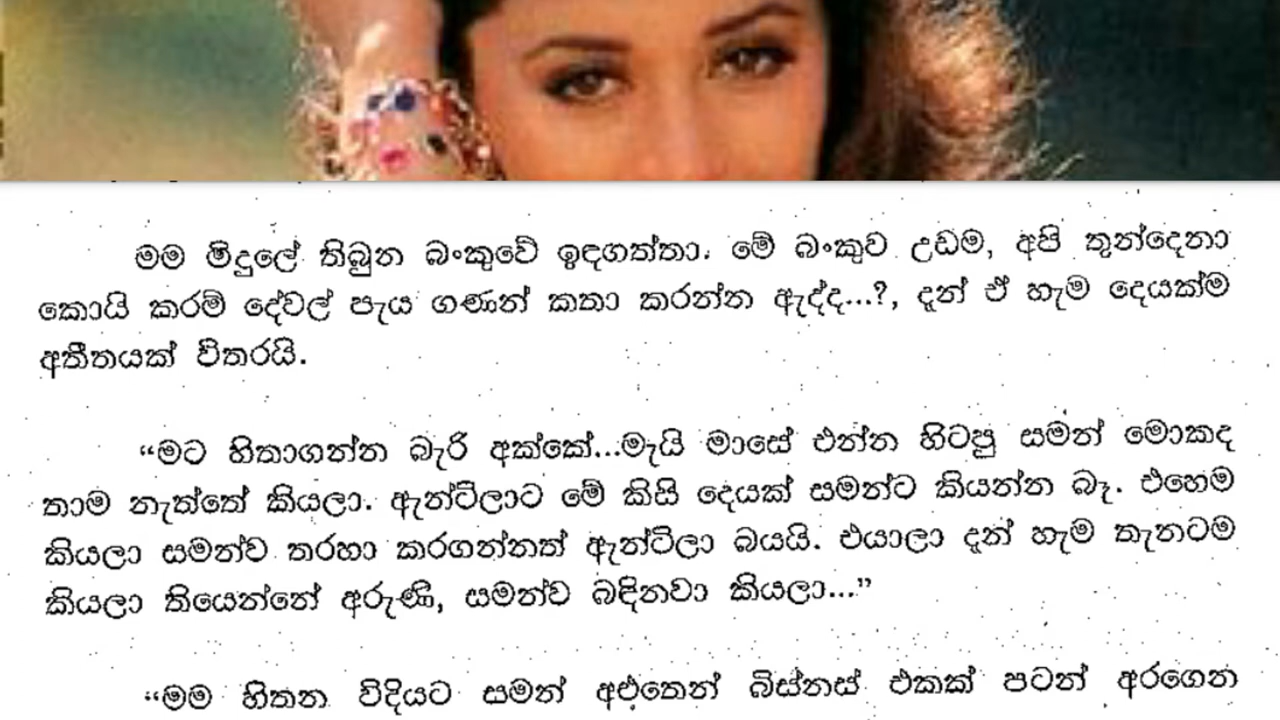 මම මිදුලේ තිබුන බංකුවේ ඉඳගත්තා. මේ බංකුව උඩම, අපි තුන්දෙනා
කොයි කරම් දේවල් පැය ගණන් කතා කරන්න ඇද්ද...?, දැන් ඒ හැම දෙයක්ම
අතීතයක් විතරයි.
“මට හිතාගන්න බැරි අක්කේ...මැයි මාසේ එන්න හිටපු සමන් මොකද
තාම නැත්තේ කියලා. ඇන්ටිලාට මේ කිසි දෙයක් සමන්ට කියන්න බෑ. එහෙම
කියලා සමන්ව තරහා කරගන්නත් ඇන්ටිලා බයයි. එයාලා දැන් හැම තැනටම
කියලා තියෙන්නේ අරුණි, සමන්ව බඳිනවා කියලා...”
“මම හිතන විදියට සමන් අළුතෙන් බිස්නස් එකක් පටන් අරගෙන